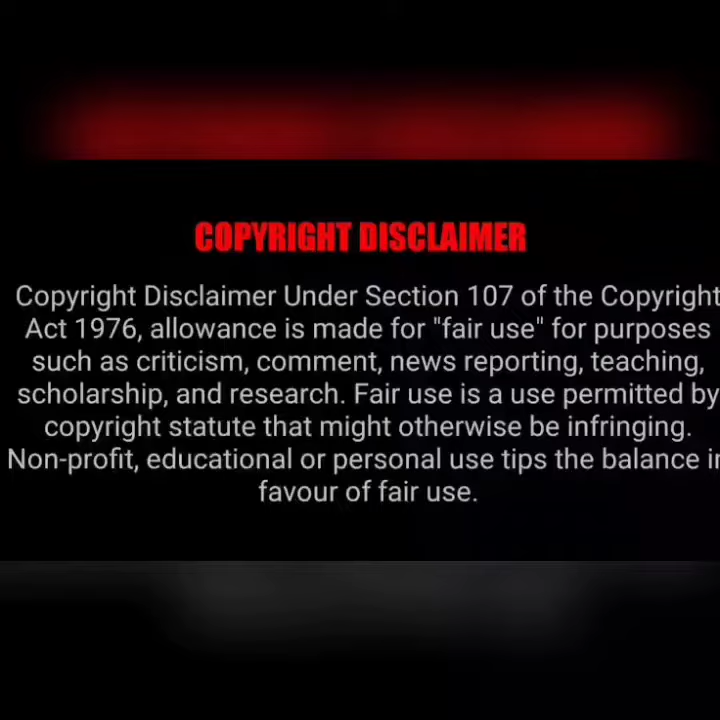 COPYRIGHT DISCLAIMER
Copyright Disclaimer Under Section 107 of the Copyright
Act 1976, allowance is made for "fair use" for purposes
such as criticism, comment, news reporting, teaching,
scholarship, and research. Fair use is a use permitted by
copyright statute that might otherwise be infringing.
Non-profit, educational or personal use tips the balance in
favour of fair use.